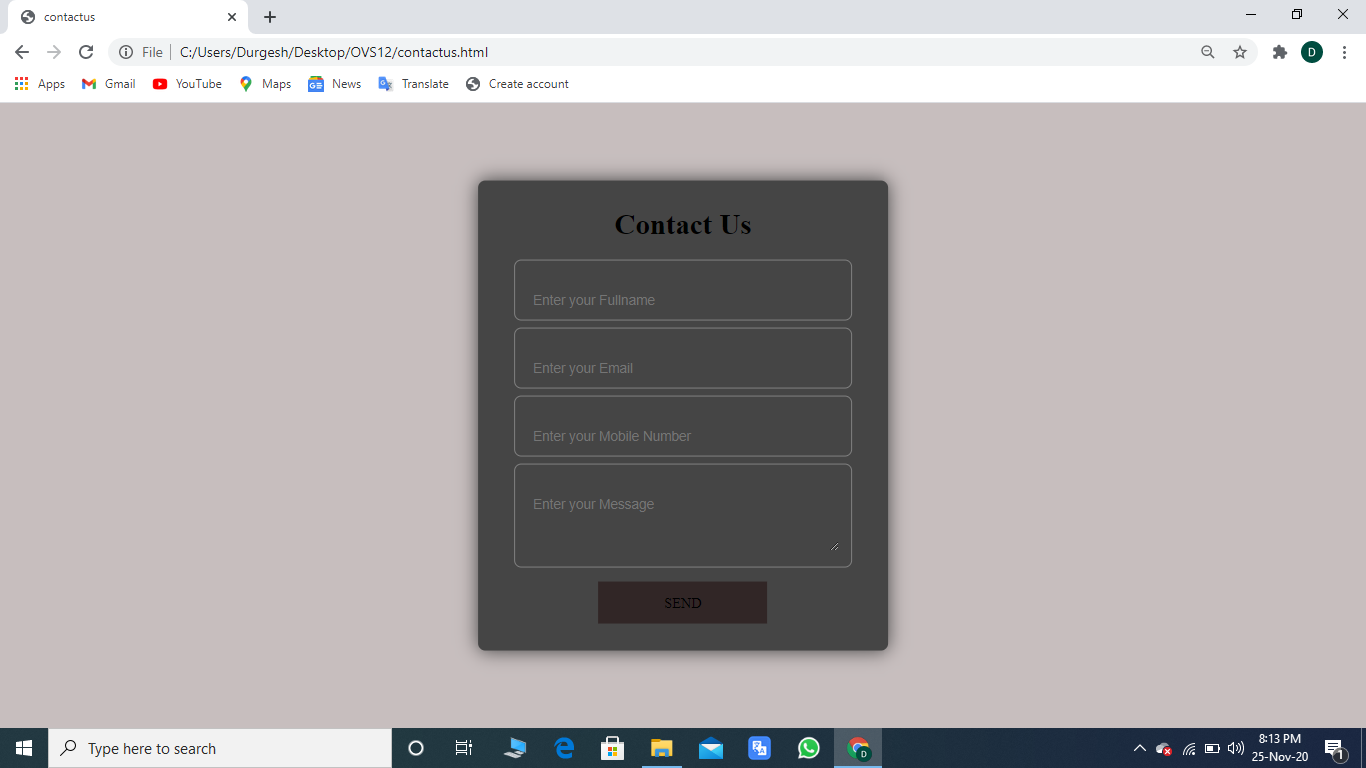 contactus
File C:/Users/Durgesh/Desktop/OVS12/contactus.html
D
Apps Gmail YouTube Maps News Translate Create account
Contact Us
Enter your Fullname
Enter your Email
Enter your Mobile Number
Enter your Message
SEND
Type here to search
D
8:13 PM
25-Nov-20
1